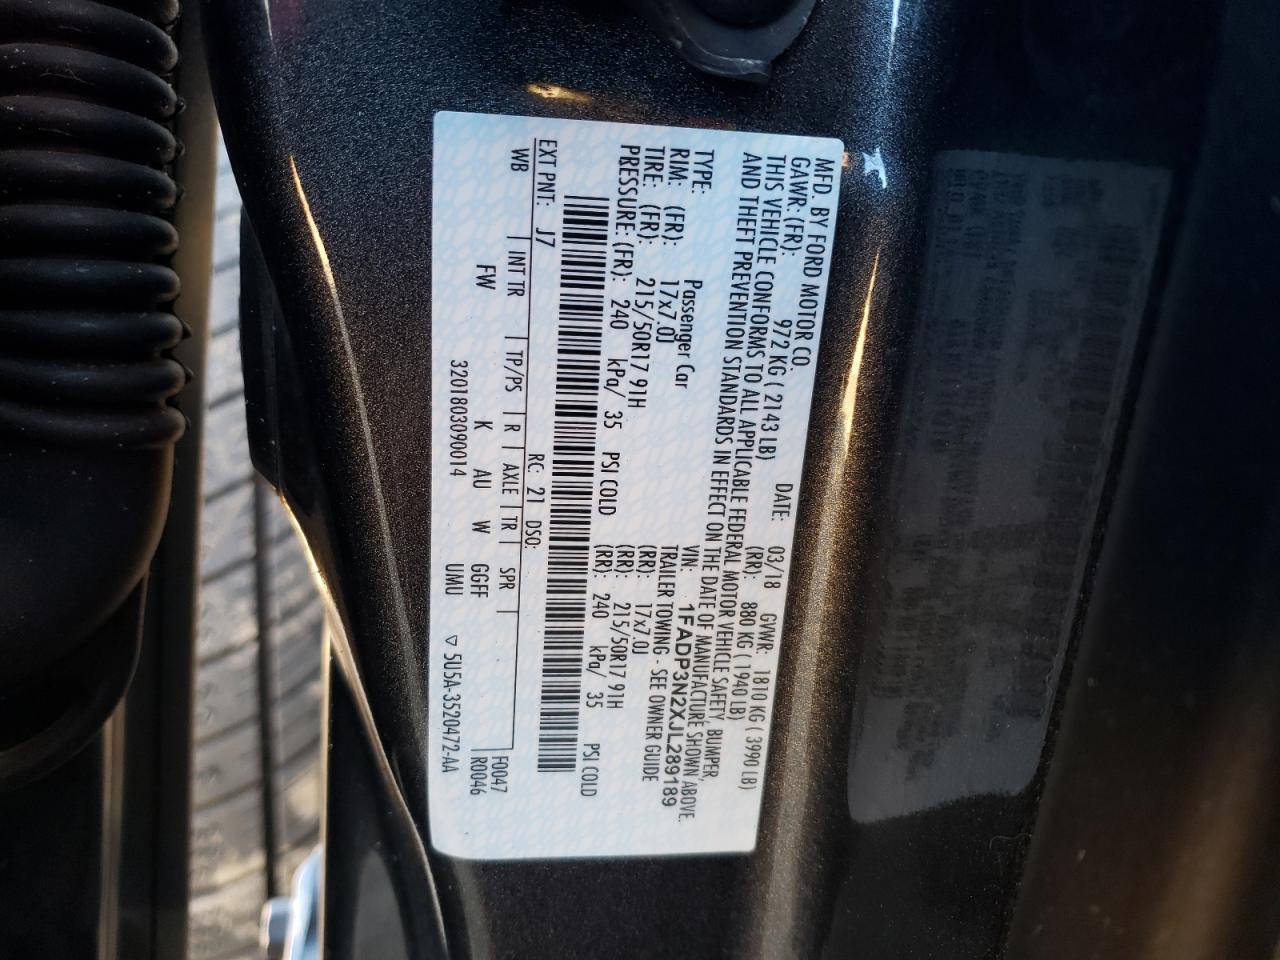 MFD. BY FORD MOTOR CO.
DATE: 03/18 GVWR: 1810 KG ( 3990 LB)
GAWR: (FR): 972 KG ( 2143 LB) (RR): 880 KG ( 1940 LB)
THIS VEHICLE CONFORMS TO ALL APPLICABLE FEDERAL MOTOR VEHICLE SAFETY, BUMPER,
AND THEFT PREVENTION STANDARDS IN EFFECT ON THE DATE OF MANUFACTURE SHOWN ABOVE.
VIN: 1FADP3N2XJL289189
TYPE: Passenger Car TRAILER TOWING - SEE OWNER GUIDE
RIM: (FR): 17x7.0J (RR): 17x7.0J
TIRE: (FR): 215/50R17 91H (RR): 215/50R17 91H
PRESSURE: (FR): 240 kPa/ 35 PSI COLD (RR): 240 kPa/ 35 PSI COLD
EXT PNT: J7 RC: 21 DSO:
WB INT TR TP/PS R AXLE TR SPR F0047
FW K AU W GGFF R0046
3201803090014 UMU ▽ 5U5A-3520472-AA